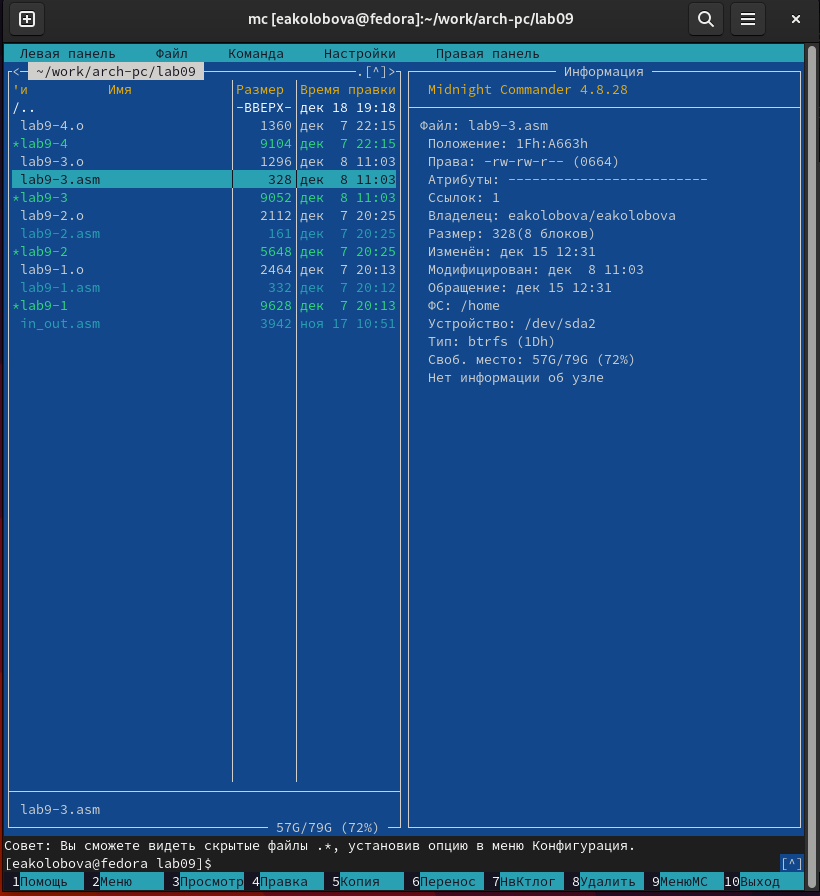 mc [eakolobova@fedora]:~/work/arch-pc/lab09
Левая панель Файл Команда Настройки Правая панель
<- ~/work/arch-pc/lab09 .[^]>
'и Имя Размер Время правки
/.. -ВВЕРХ- дек 18 19:18
lab9-4.o 1360 дек 7 22:15
*lab9-4 9104 дек 7 22:15
lab9-3.o 1296 дек 8 11:03
lab9-3.asm 328 дек 8 11:03
*lab9-3 9052 дек 8 11:03
lab9-2.o 2112 дек 7 20:25
lab9-2.asm 161 дек 7 20:25
*lab9-2 5648 дек 7 20:25
lab9-1.o 2464 дек 7 20:13
lab9-1.asm 332 дек 7 20:12
*lab9-1 9628 дек 7 20:13
in_out.asm 3942 ноя 17 10:51
lab9-3.asm
57G/79G (72%)
Информация
Midnight Commander 4.8.28
Файл: lab9-3.asm
Положение: 1Fh:A663h
Права: -rw-rw-r-- (0664)
Атрибуты: -------------------------
Ссылок: 1
Владелец: eakolobova/eakolobova
Размер: 328(8 блоков)
Изменён: дек 15 12:31
Модифицирован: дек 8 11:03
Обращение: дек 15 12:31
ФС: /home
Устройство: /dev/sda2
Тип: btrfs (1Dh)
Своб. место: 57G/79G (72%)
Нет информации об узле
Совет: Вы сможете видеть скрытые файлы .*, установив опцию в меню Конфигурация.
[eakolobova@fedora lab09]$ [^]
1Помощь 2Меню 3Просмотр 4Правка 5Копия 6Перенос 7НвКтлог 8Удалить 9МенюМС 10Выход